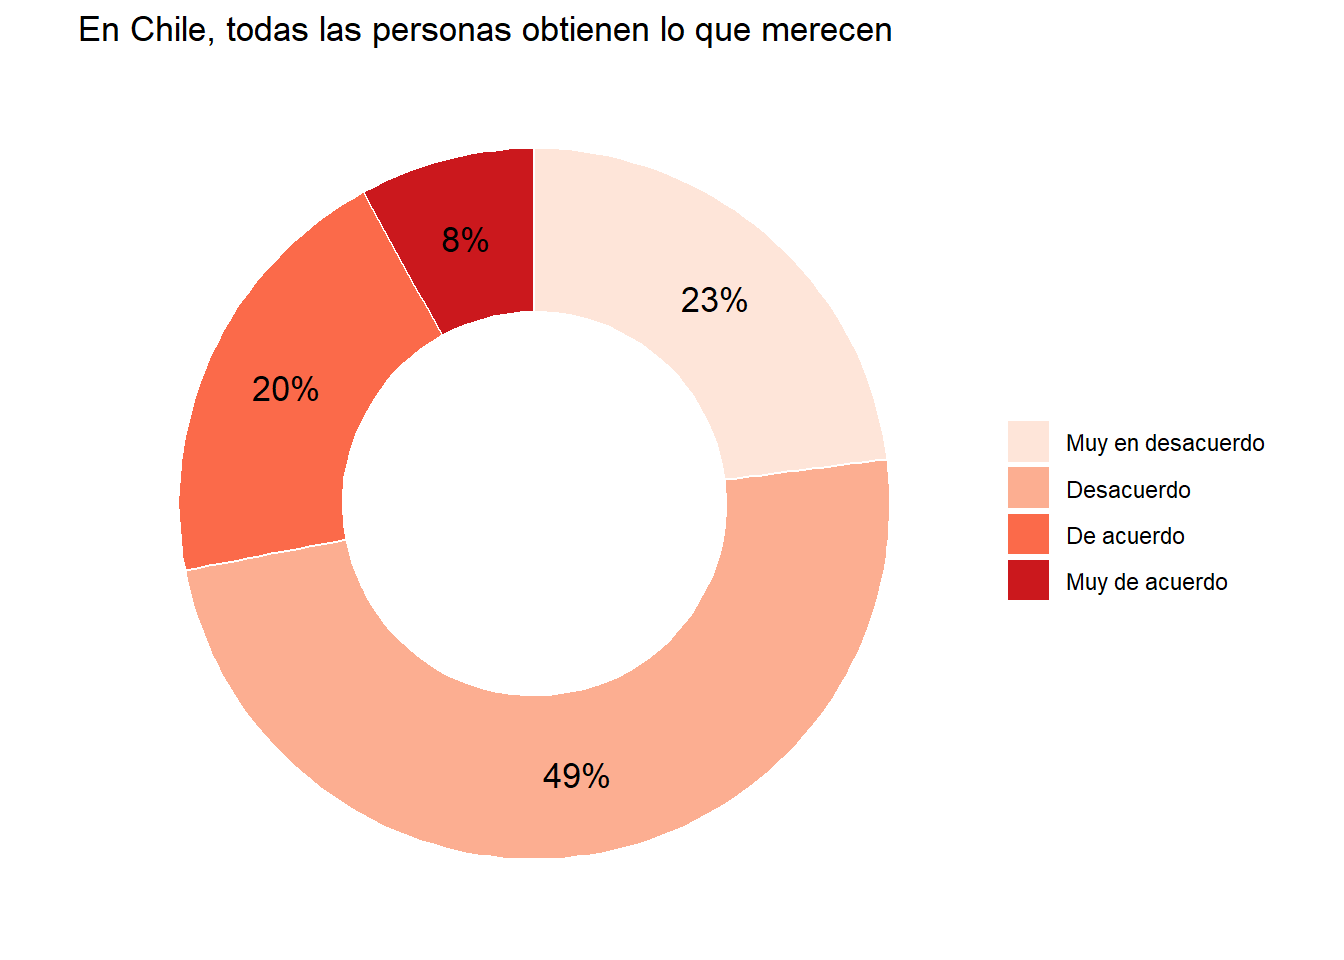 En Chile, todas las personas obtienen lo que merecen
8%
23%
20%
49%
Muy en desacuerdo
Desacuerdo
De acuerdo
Muy de acuerdo